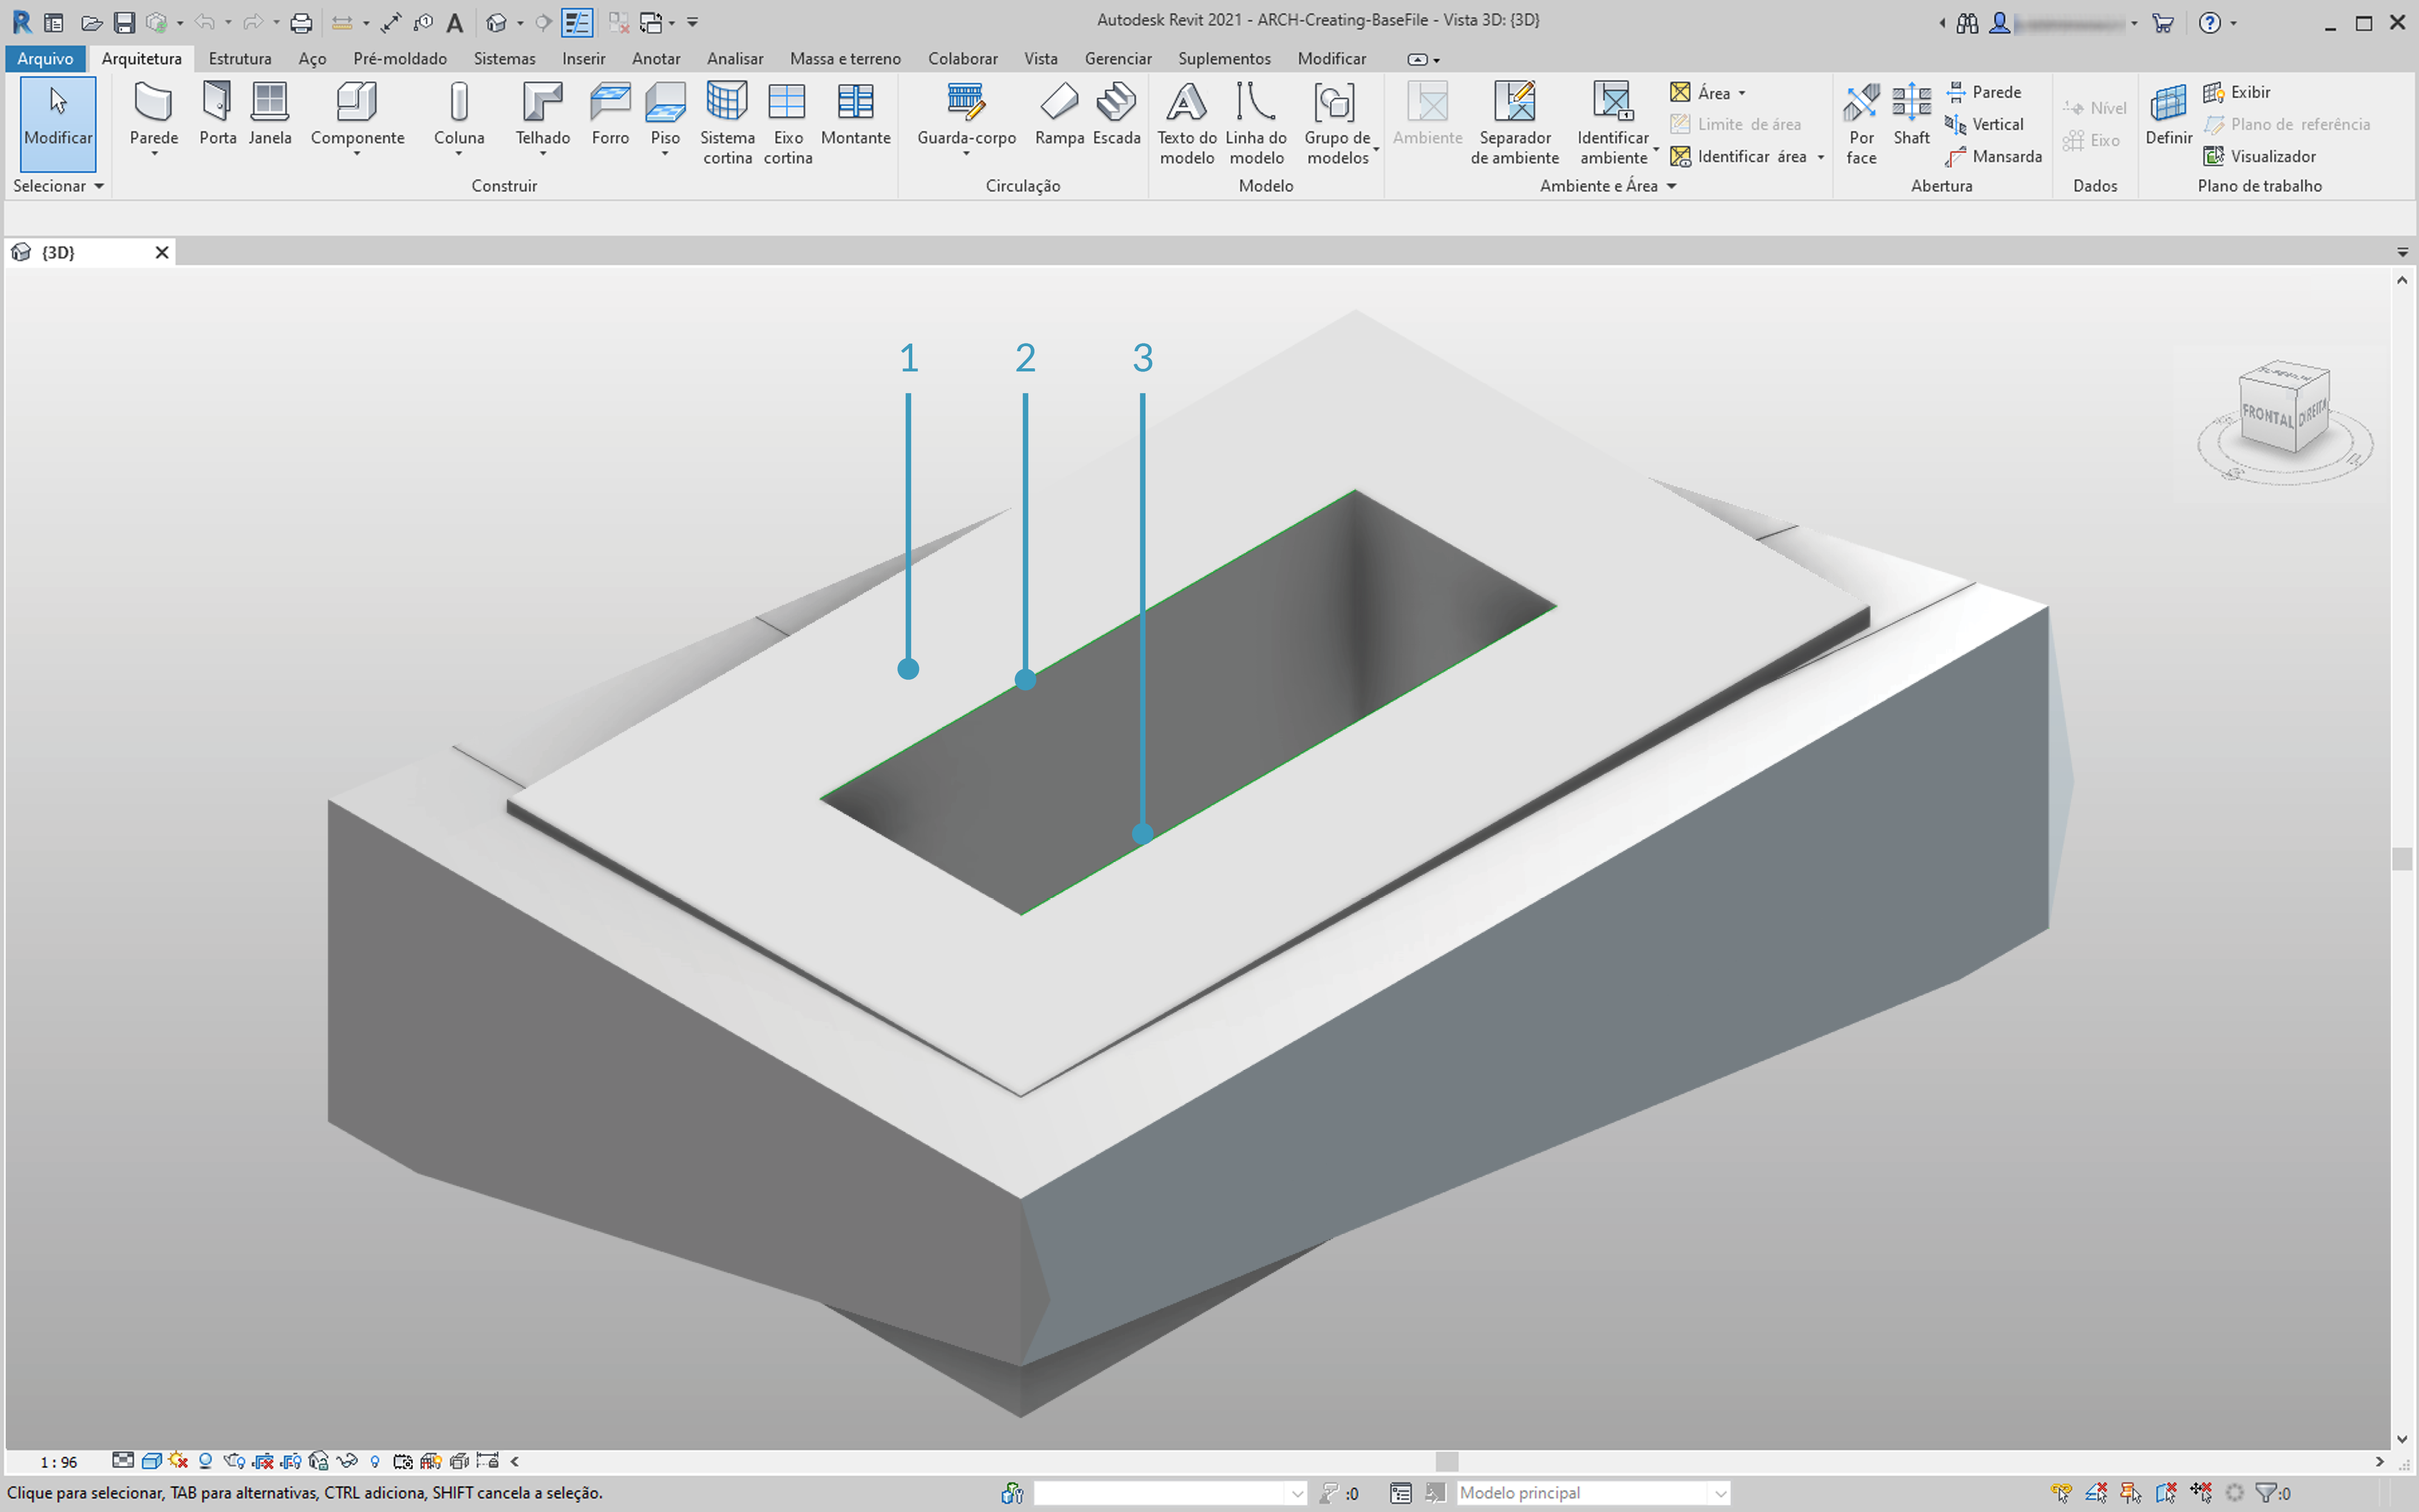 Autodesk Revit 2021 - ARCH-Creating-BaseFile - Vista 3D: {3D}
Arquivo Arquitetura Estrutura Aço Pré-moldado Sistemas Inserir Anotar Analisar Massa e terreno Colaborar Vista Gerenciar Suplementos Modificar
Modificar
Selecionar
Parede
Porta
Janela
Componente
Coluna
Telhado
Forro
Piso
Sistema
cortina
Eixo
cortina
Montante
Construir
Guarda-corpo
Rampa
Escada
Circulação
Texto do
modelo
Linha do
modelo
Grupo de
modelos
Modelo
Ambiente
Separador
de ambiente
Identificar
ambiente
Área
Limite de área
Identificar área
Ambiente e Área
Por
face
Shaft
Parede
Vertical
Mansarda
Abertura
Nível
Eixo
Dados
Definir
Exibir
Plano de referência
Visualizador
Plano de trabalho
{3D}
1 2 3
FRONTAL
DIREITA
1 : 96
Clique para selecionar, TAB para alternativas, CTRL adiciona, SHIFT cancela a seleção.
:0
Modelo principal
:0